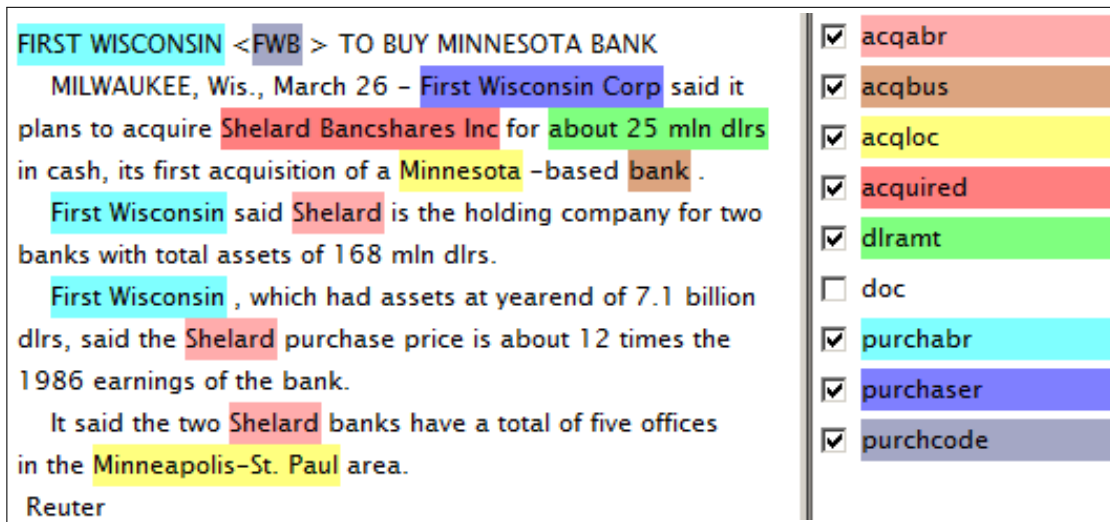 FIRST WISCONSIN <FWB > TO BUY MINNESOTA BANK
MILWAUKEE, Wis., March 26 - First Wisconsin Corp said it
plans to acquire Shelard Bancshares Inc for about 25 mln dlrs
in cash, its first acquisition of a Minnesota -based bank .
First Wisconsin said Shelard is the holding company for two
banks with total assets of 168 mln dlrs.
First Wisconsin , which had assets at yearend of 7.1 billion
dlrs, said the Shelard purchase price is about 12 times the
1986 earnings of the bank.
It said the two Shelard banks have a total of five offices
in the Minneapolis-St. Paul area.
Reuter
acqabr
acqbus
acqloc
acquired
dlramt
doc
purchabr
purchaser
purchcode